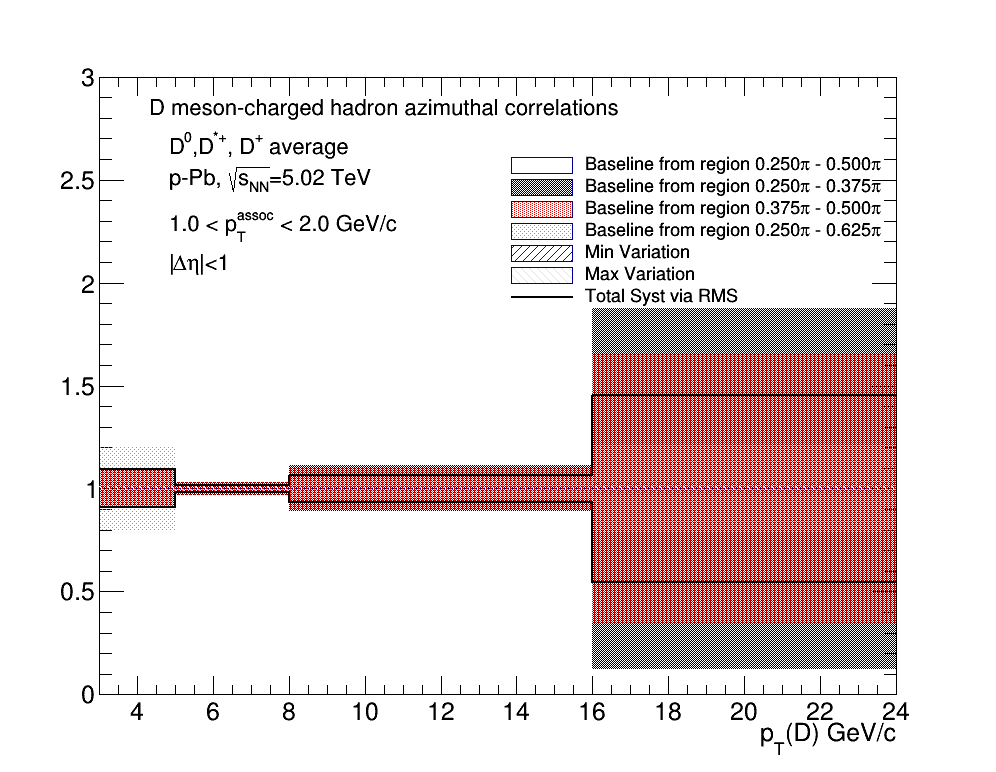 D meson-charged hadron azimuthal correlations
D⁰,D*⁺, D⁺ average
p-Pb, √sNN=5.02 TeV
1.0 < pTassoc < 2.0 GeV/c
|Δη|<1
Baseline from region 0.250π - 0.500π
Baseline from region 0.250π - 0.375π
Baseline from region 0.375π - 0.500π
Baseline from region 0.250π - 0.625π
Min Variation
Max Variation
Total Syst via RMS
3
2.5
2
1.5
1
0.5
0
4 6 8 10 12 14 16 18 20 22 24
pT(D) GeV/c